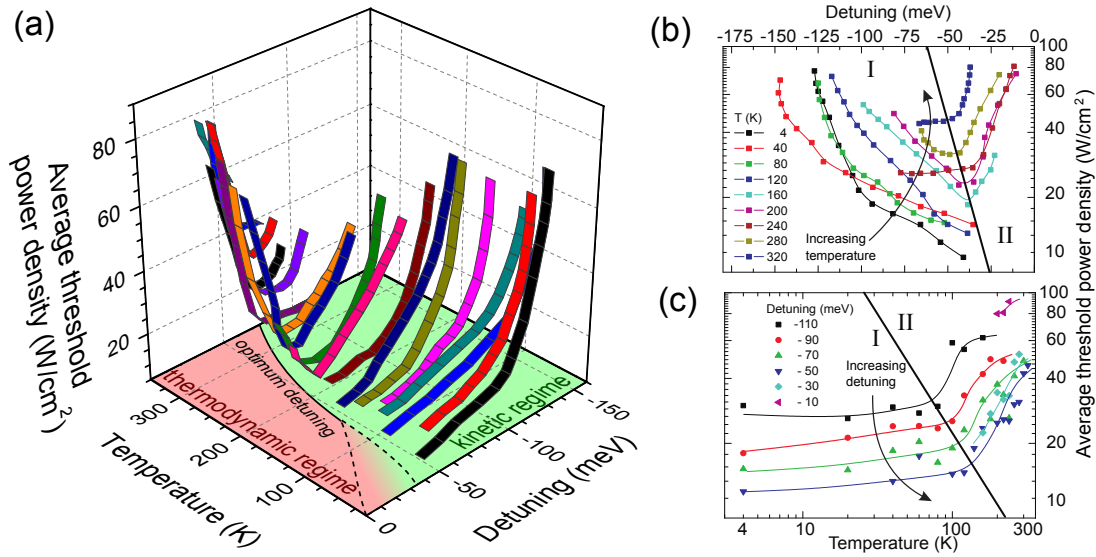 (a)
Average threshold
power density (W/cm²)
80
60
40
20
thermodynamic regime
optimum detuning
kinetic regime
300
200
100
0
Temperature (K)
-150
-100
-50
0
Detuning (meV)
(b)
Detuning (meV)
-175 -150 -125 -100 -75 -50 -25 0
I
II
T (K)
4
40
80
120
160
200
240
280
320
Increasing
temperature
100
80
60
40
20
10
Average threshold power density (W/cm²)
(c)
Detuning (meV)
-110
- 90
- 70
- 50
- 30
- 10
I
II
Increasing
detuning
100
80
60
40
20
10
4 10 100 300
Temperature (K)